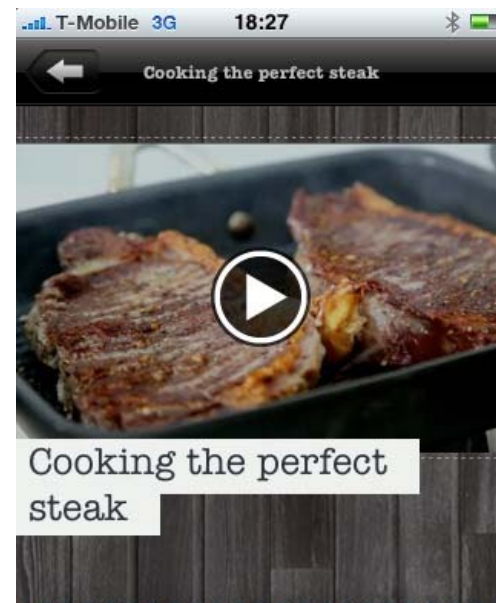 T-Mobile 3G 18:27
Cooking the perfect steak
Cooking the perfect
steak